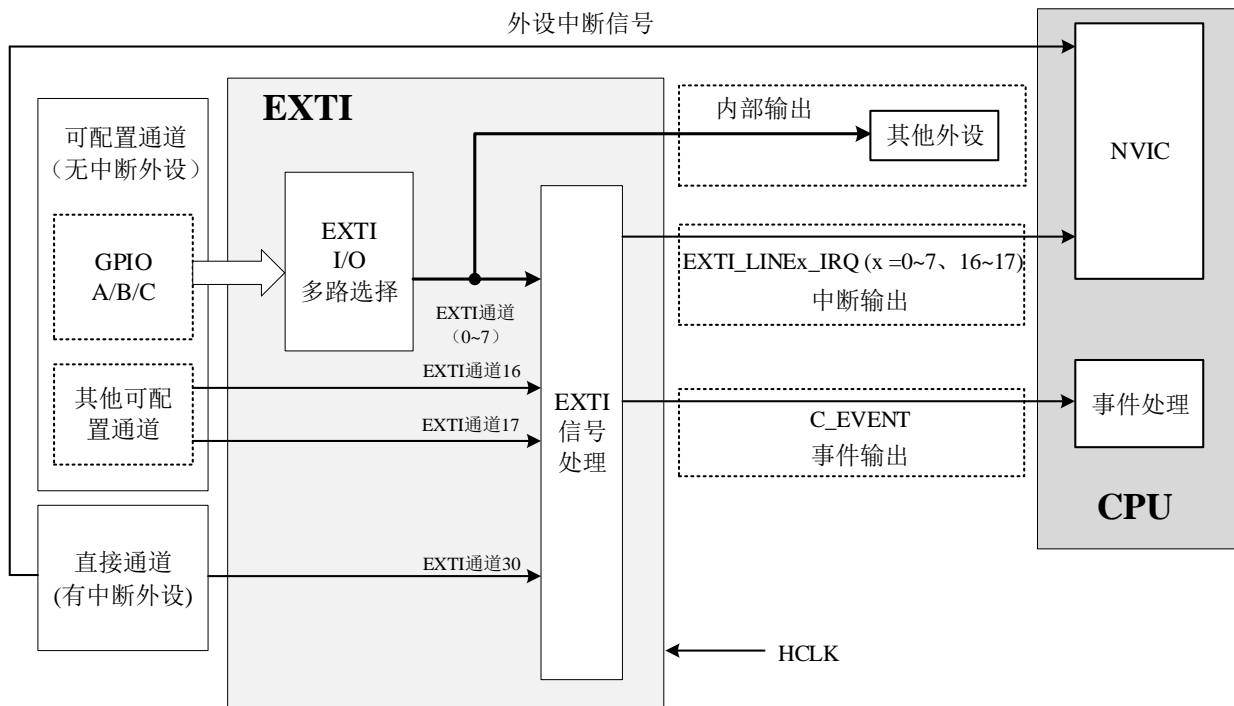 外设中断信号
EXTI
可配置通道
（无中断外设）
GPIO
A/B/C
其他可配
置通道
直接通道
(有中断外设)
EXTI
I/O
多路选择
EXTI通道
（0~7）
EXTI通道16
EXTI通道17
EXTI通道30
EXTI
信号
处理
内部输出
其他外设
EXTI_LINEx_IRQ (x =0~7、16~17)
中断输出
C_EVENT
事件输出
HCLK
NVIC
事件处理
CPU